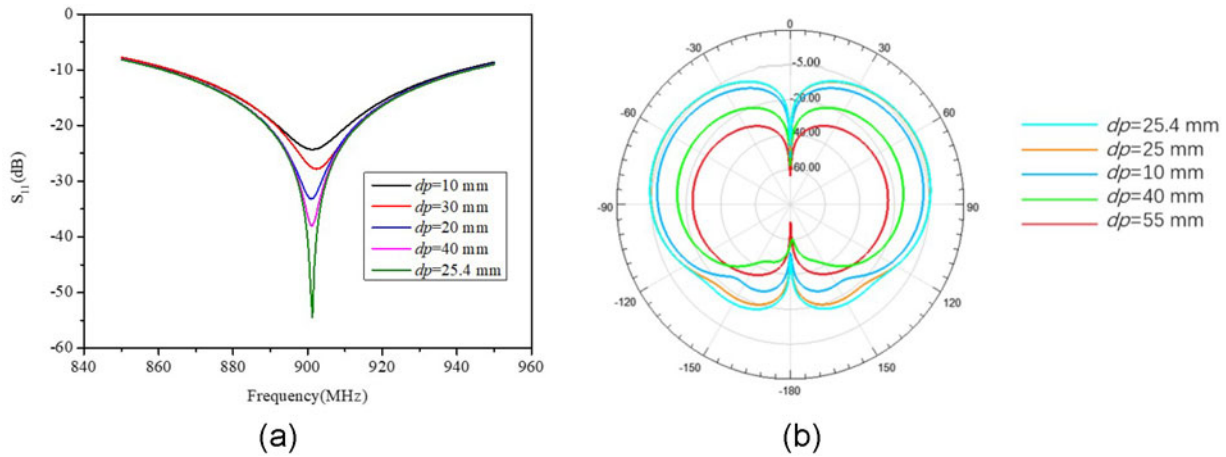 0
-10
-20
-30
-40
-50
-60
S11(dB)
840 860 880 900 920 940 960
Frequency(MHz)
dp=10 mm
dp=30 mm
dp=20 mm
dp=40 mm
dp=25.4 mm
(a)
0
-30 30
-60 60
-90 90
-120 120
-150 150
-180
-5.00
-20.00
-40.00
60.00
dp=25.4 mm
dp=25 mm
dp=10 mm
dp=40 mm
dp=55 mm
(b)